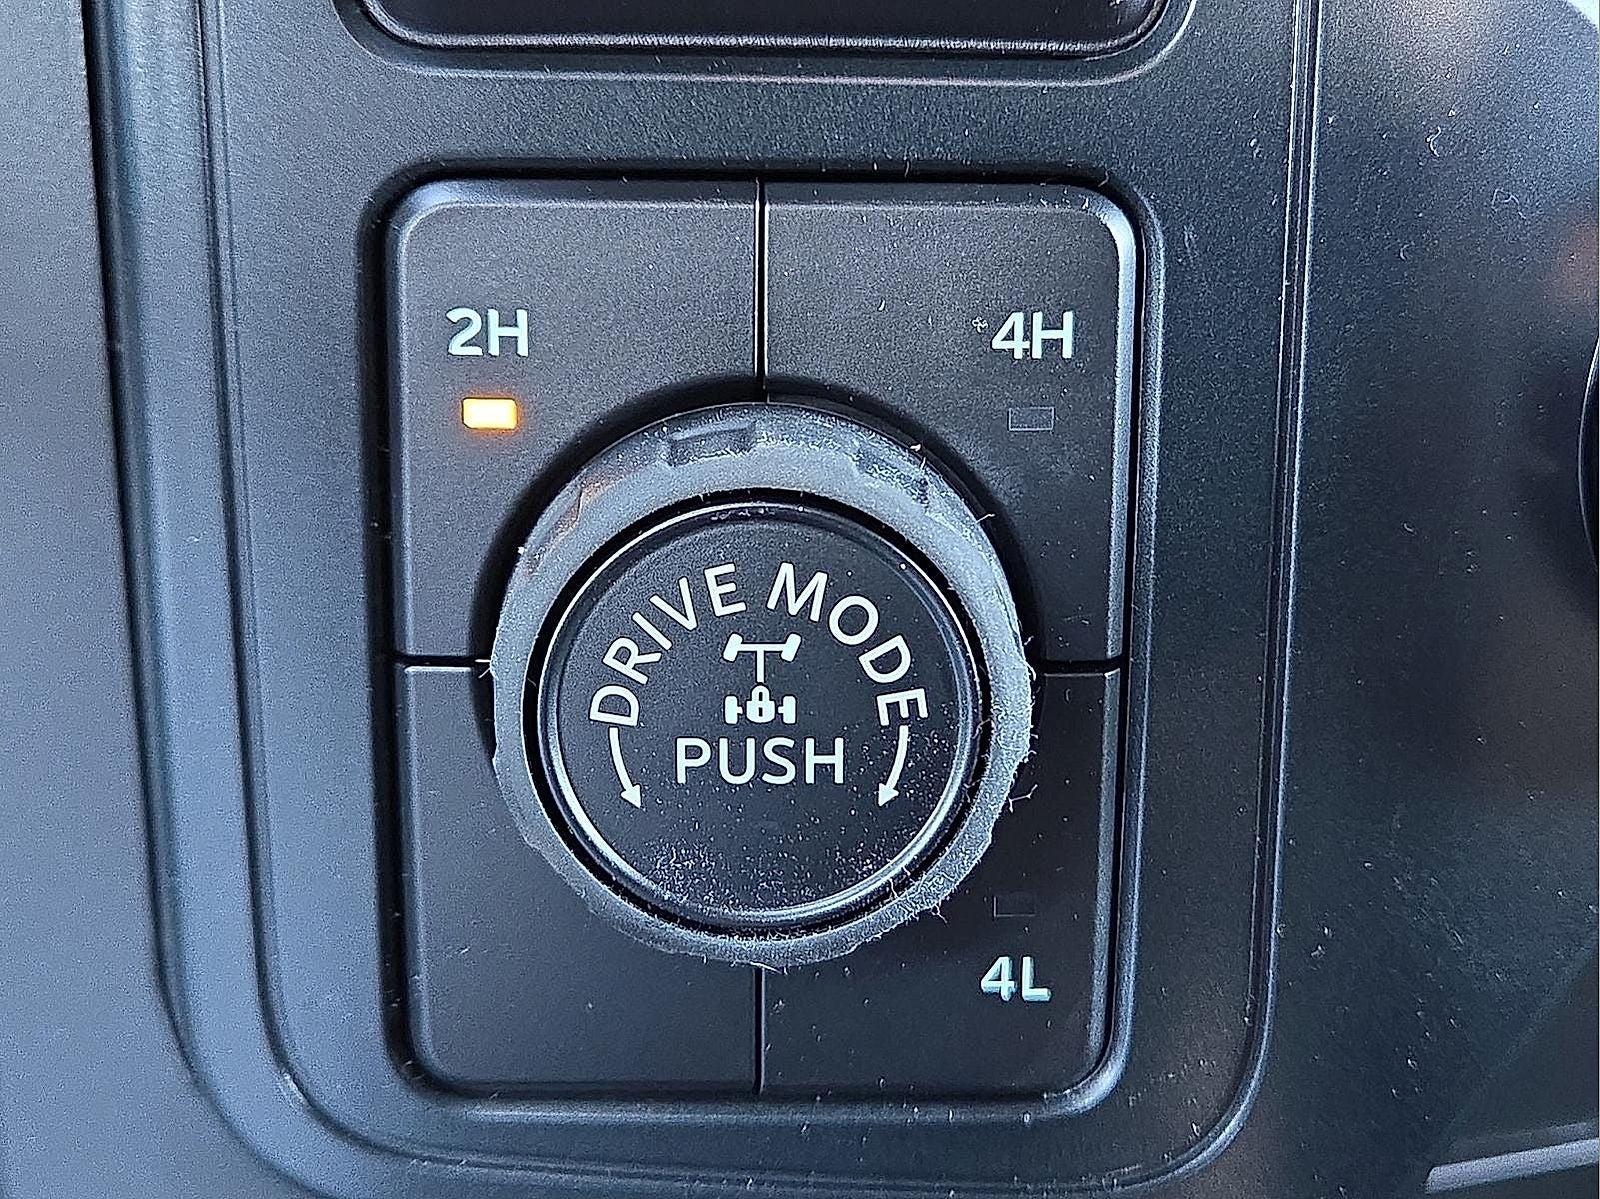 2H
4H
DRIVE MODE
PUSH
4L